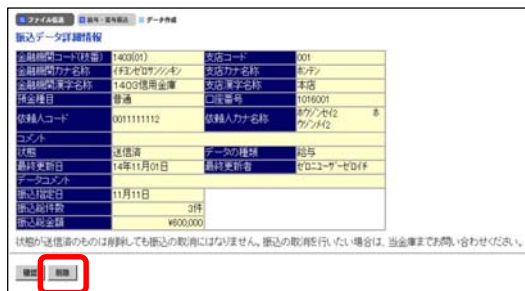 ファイル伝送 給与・賞与振込 データ作成
振込データ詳細情報
金融機関コード(枝番) 1403(01) 支店コード 001
金融機関カナ名称 イチヨンゼロサンシンキン 支店カナ名称 ホンテン
金融機関漢字名称 1403信用金庫 支店漢字名称 本店
預金種目 普通 口座番号 1016001
依頼人コード 0011111112 依頼人カナ名称
コメント
状態 送信済 データの種類 給与
最終更新日 14年11月01日 最終更新者 ゼロニユーザーゼロイチ
データコメント
振込指定日 11月11日
振込総件数 3件
振込総金額 ¥600,000
状態が送信済のものは削除しても振込の取消にはなりません。振込の取消を行いたい場合は、当金庫までお問い合わせください。
確認 削除